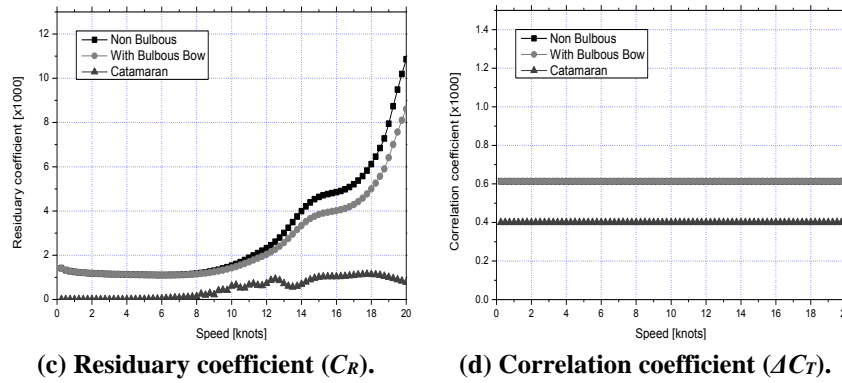 Non Bulbous
With Bulbous Bow
Catamaran
12
10
8
6
4
2
0
Residuary coefficient [x1000]
0 2 4 6 8 10 12 14 16 18 20
Speed [knots]
(c) Residuary coefficient (C_R).
Non Bulbous
With Bulbous Bow
Catamaran
1.4
1.2
1.0
0.8
0.6
0.4
0.2
0.0
Correlation coefficient [x1000]
0 2 4 6 8 10 12 14 16 18 20
Speed [knots]
(d) Correlation coefficient (ΔC_T).